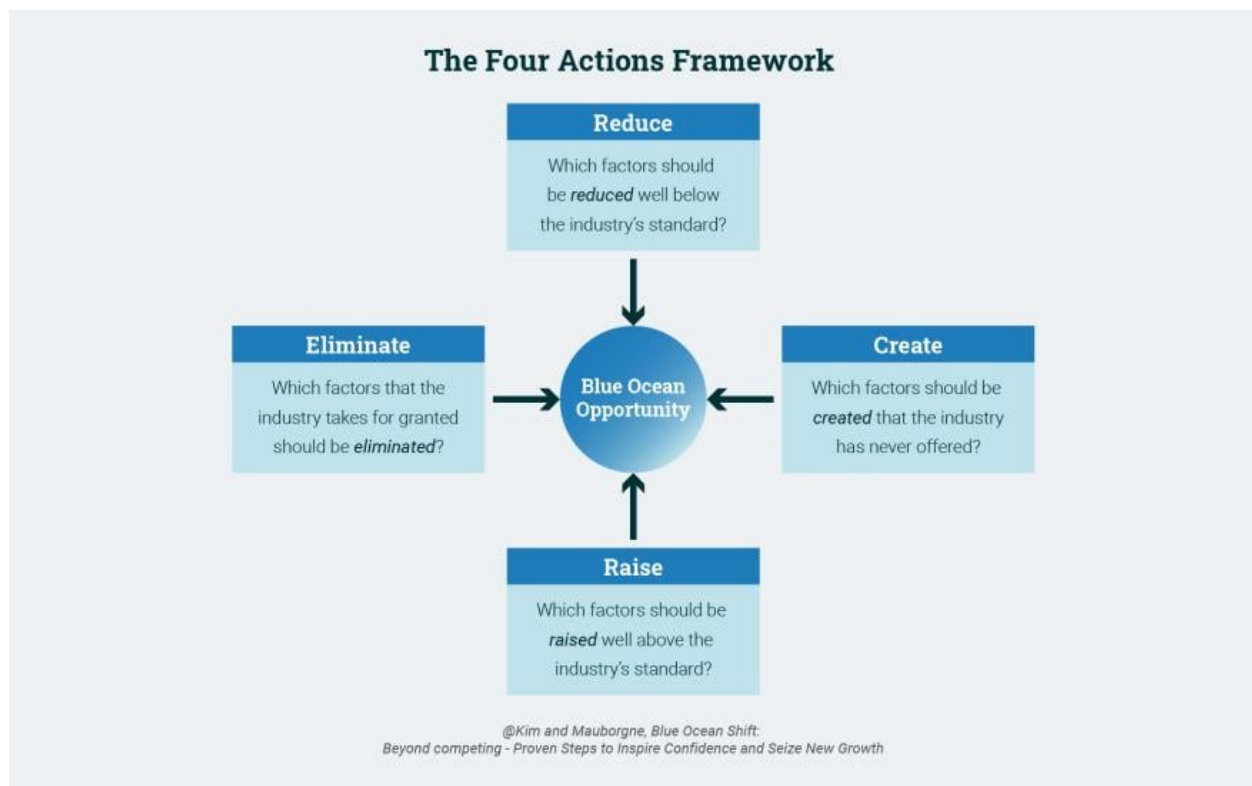 The Four Actions Framework
Reduce
Which factors should
be reduced well below
the industry's standard?
Eliminate
Which factors that the
industry takes for granted
should be eliminated?
Blue Ocean
Opportunity
Create
Which factors should be
created that the industry
has never offered?
Raise
Which factors should be
raised well above the
industry's standard?
@Kim and Mauborgne, Blue Ocean Shift:
Beyond competing - Proven Steps to Inspire Confidence and Seize New Growth